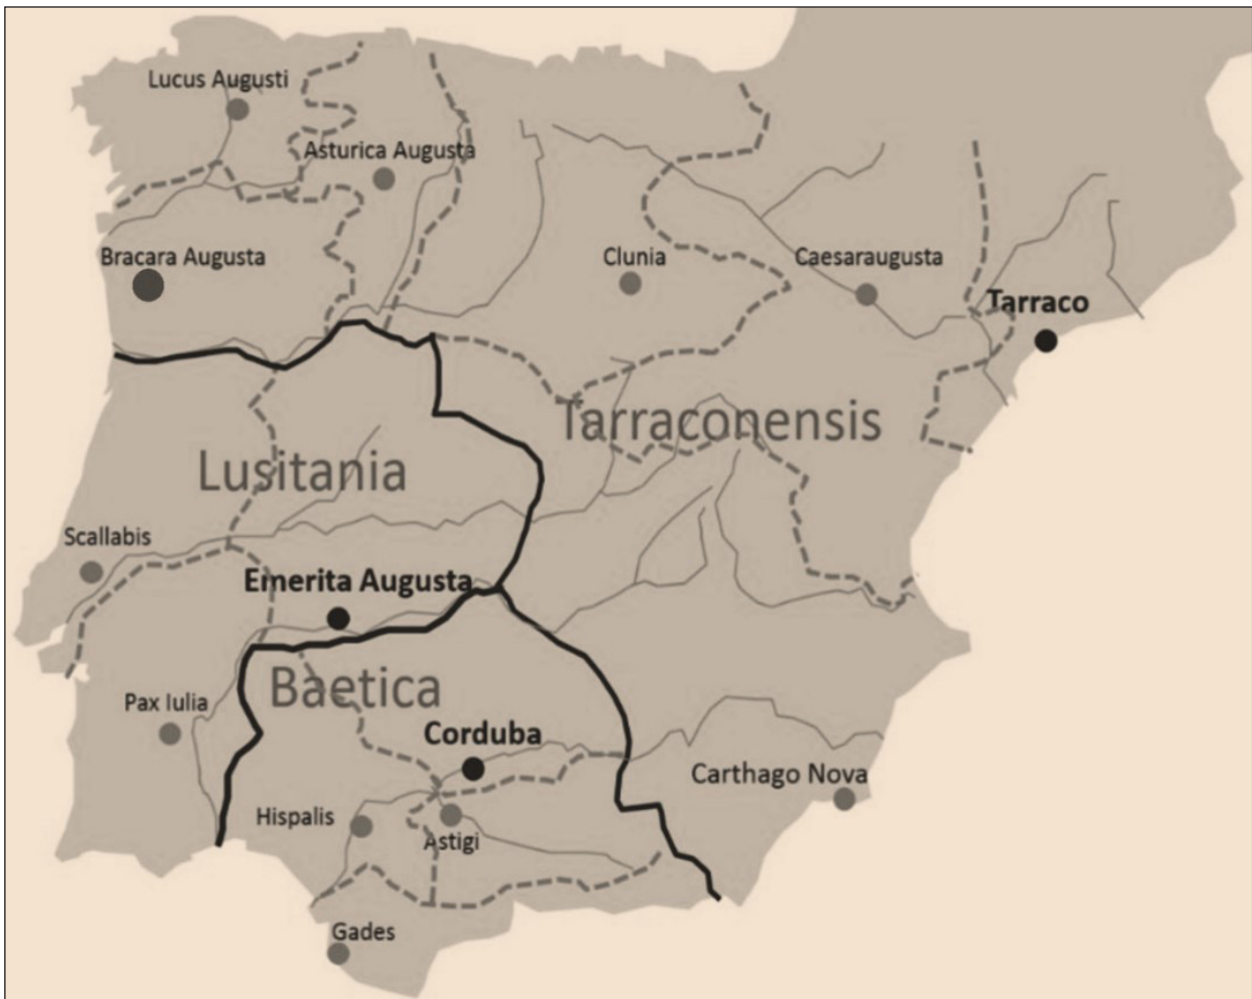 Lucus Augusti
Asturica Augusta
Bracara Augusta
Clunia
Caesaraugusta
Tarraco
Tarraconensis
Lusitania
Scallabis
Emerita Augusta
Baetica
Pax Iulia
Corduba
Carthago Nova
Hispalis
Astigi
Gades